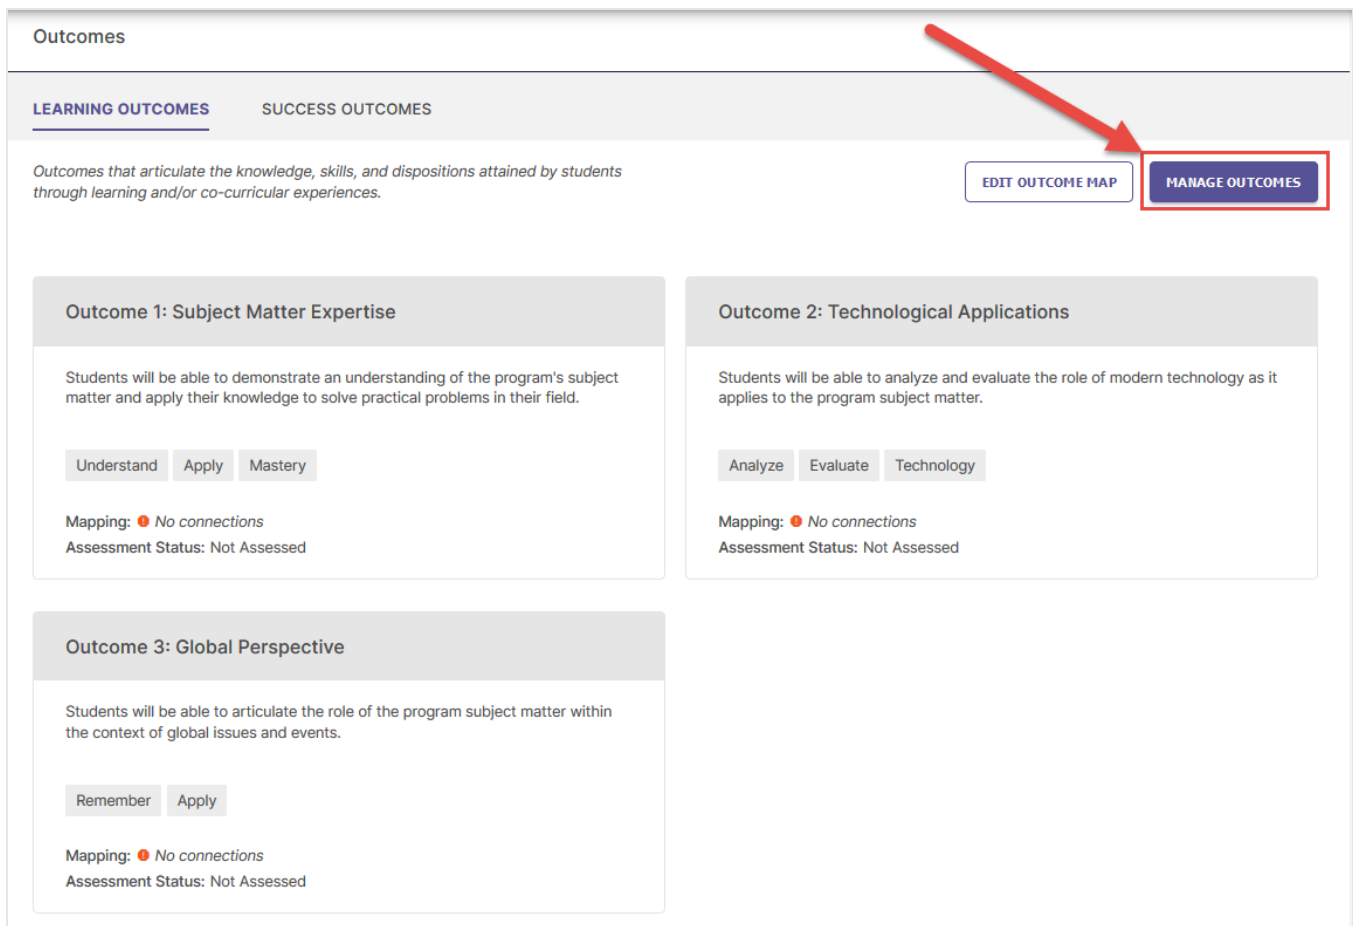 Outcomes
LEARNING OUTCOMES
SUCCESS OUTCOMES
Outcomes that articulate the knowledge, skills, and dispositions attained by students
through learning and/or co-curricular experiences.
EDIT OUTCOME MAP
MANAGE OUTCOMES
Outcome 1: Subject Matter Expertise
Students will be able to demonstrate an understanding of the program's subject
matter and apply their knowledge to solve practical problems in their field.
Understand
Apply
Mastery
Mapping: No connections
Assessment Status: Not Assessed
Outcome 2: Technological Applications
Students will be able to analyze and evaluate the role of modern technology as it
applies to the program subject matter.
Analyze
Evaluate
Technology
Mapping: No connections
Assessment Status: Not Assessed
Outcome 3: Global Perspective
Students will be able to articulate the role of the program subject matter within
the context of global issues and events.
Remember
Apply
Mapping: No connections
Assessment Status: Not Assessed